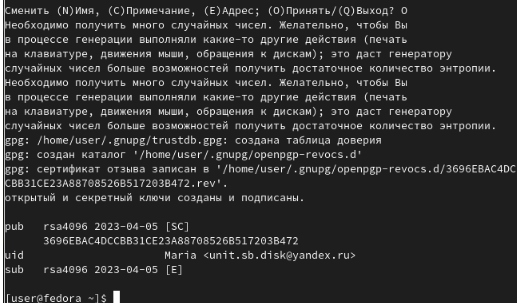 Сменить (N)Имя, (C)Примечание, (E)Адрес; (O)Принять/(Q)Выход? O
Необходимо получить много случайных чисел. Желательно, чтобы Вы
в процессе генерации выполняли какие-то другие действия (печать
на клавиатуре, движения мыши, обращения к дискам); это даст генератору
случайных чисел больше возможностей получить достаточное количество энтропии.
Необходимо получить много случайных чисел. Желательно, чтобы Вы
в процессе генерации выполняли какие-то другие действия (печать
на клавиатуре, движения мыши, обращения к дискам); это даст генератору
случайных чисел больше возможностей получить достаточное количество энтропии.
gpg: /home/user/.gnupg/trustdb.gpg: создана таблица доверия
gpg: создан каталог '/home/user/.gnupg/openpgp-revocs.d'
gpg: сертификат отзыва записан в '/home/user/.gnupg/openpgp-revocs.d/3696EBAC4D
CCBB31CE23A88708526B517203B472.rev'.
открытый и секретный ключи созданы и подписаны.
pub rsa4096 2023-04-05 [SC]
3696EBAC4DCCBB31CE23A88708526B517203B472
uid Maria <unit.sb.disk@yandex.ru>
sub rsa4096 2023-04-05 [E]
[user@fedora ~]$